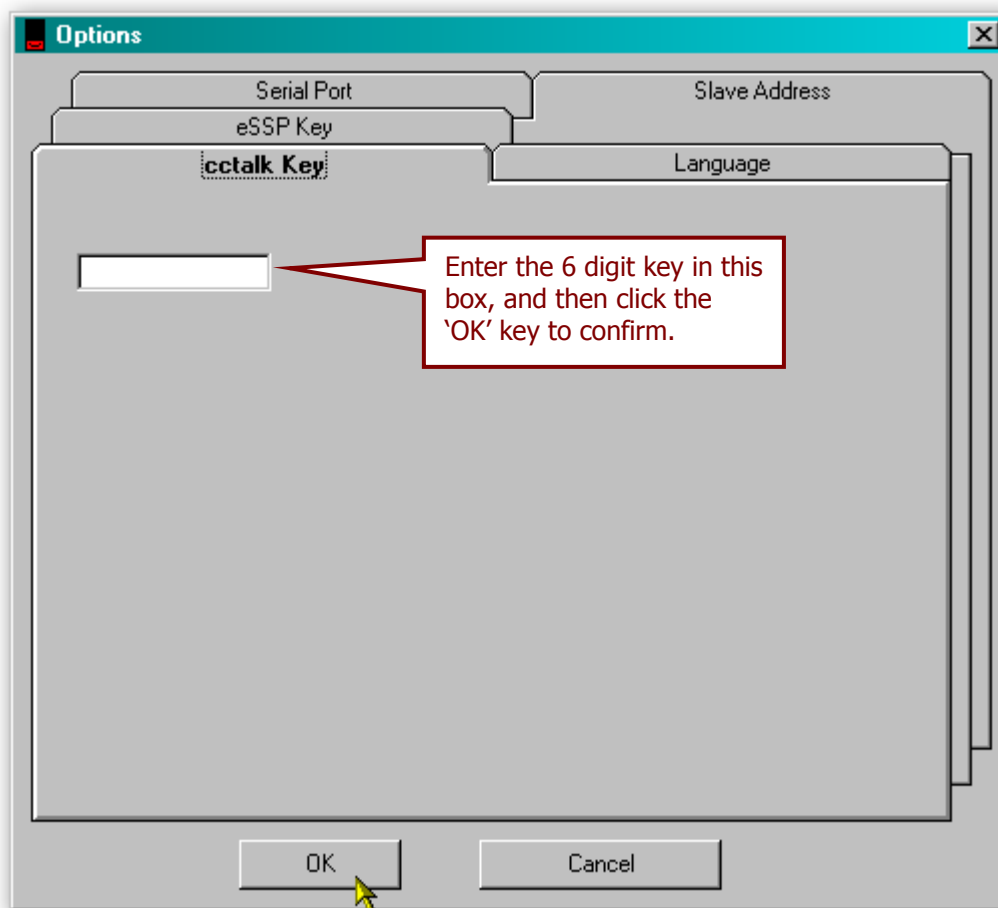 Options
Serial Port
Slave Address
eSSP Key
cctalk Key
Language
Enter the 6 digit key in this
box, and then click the
‘OK’ key to confirm.
OK
Cancel